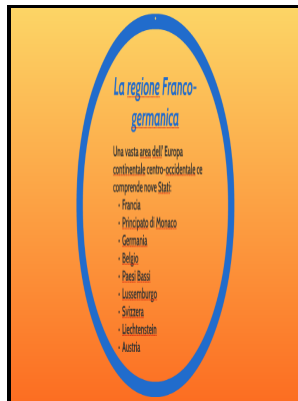 La regione Franco-
germanica
Una vasta area dell' Europa
continentale centro-occidentale ce
comprende nove Stati:
• Francia
• Principato di Monaco
• Germania
• Belgio
• Paesi Bassi
• Lussemburgo
• Svizzera
• Liechtenstein
• Austria